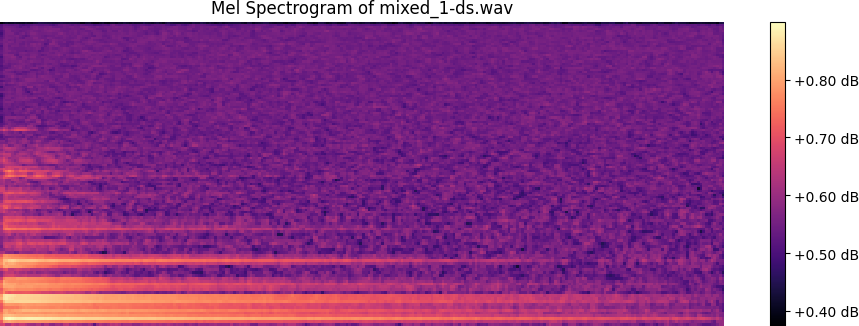 Mel Spectrogram of mixed_1-ds.wav
+0.80 dB
+0.70 dB
+0.60 dB
+0.50 dB
+0.40 dB